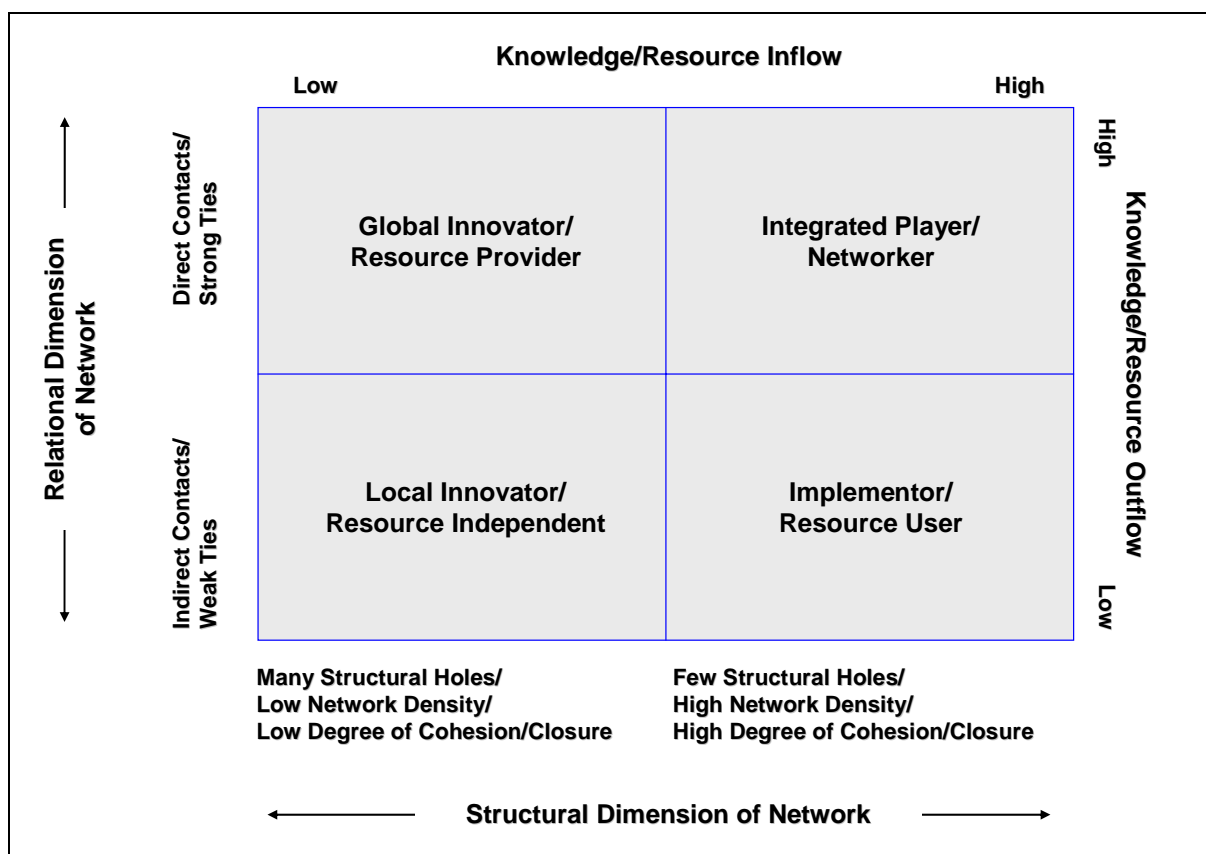 Knowledge/Resource Inflow
Low
High
Relational Dimension
of Network
Direct Contacts/
Strong Ties
Global Innovator/
Resource Provider
Integrated Player/
Networker
High
Knowledge/Resource Outflow
Indirect Contacts/
Weak Ties
Local Innovator/
Resource Independent
Implementor/
Resource User
Low
Many Structural Holes/
Low Network Density/
Low Degree of Cohesion/Closure
Few Structural Holes/
High Network Density/
High Degree of Cohesion/Closure
Structural Dimension of Network